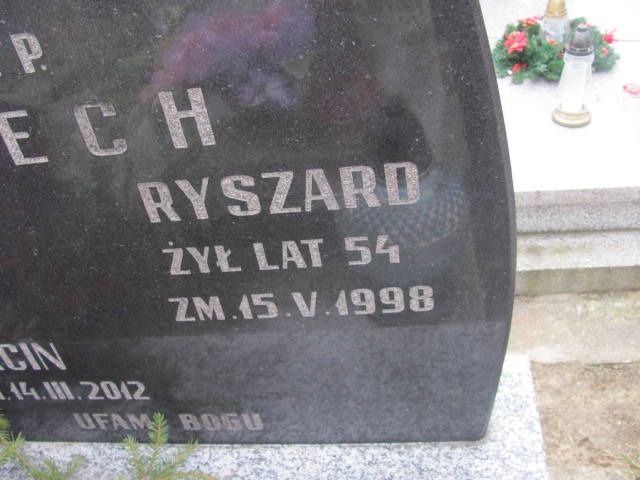 . P.
ECH
RYSZARD
ŻYŁ LAT 54
ZM. 15. V. 1998
CIN
. 14. III. 2012
UFAM BOGU